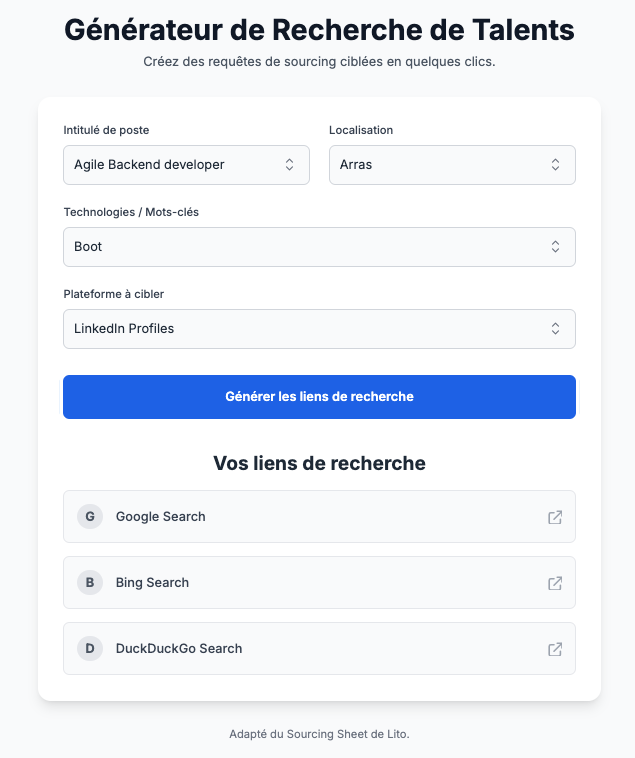 Générateur de Recherche de Talents
Créez des requêtes de sourcing ciblées en quelques clics.
Intitulé de poste
Localisation
Agile Backend developer
Arras
Technologies / Mots-clés
Boot
Plateforme à cibler
LinkedIn Profiles
Générer les liens de recherche
Vos liens de recherche
G Google Search
B Bing Search
D DuckDuckGo Search
Adapté du Sourcing Sheet de Lito.